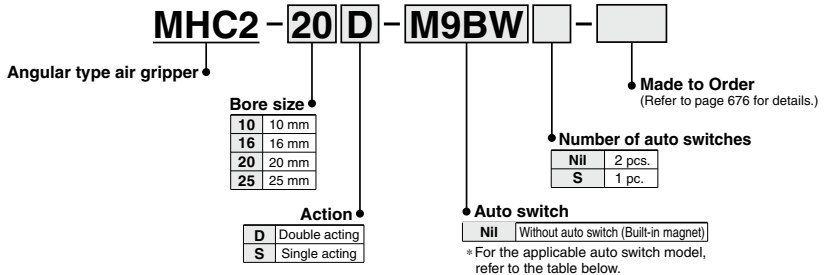 MHC2 - 20 D - M9BW -
Angular type air gripper
Made to Order
(Refer to page 676 for details.)
Bore size
10 10 mm
16 16 mm
20 20 mm
25 25 mm
Number of auto switches
Nil 2 pcs.
S 1 pc.
Action
D Double acting
S Single acting
Auto switch
Nil Without auto switch (Built-in magnet)
∗ For the applicable auto switch model,
refer to the table below.